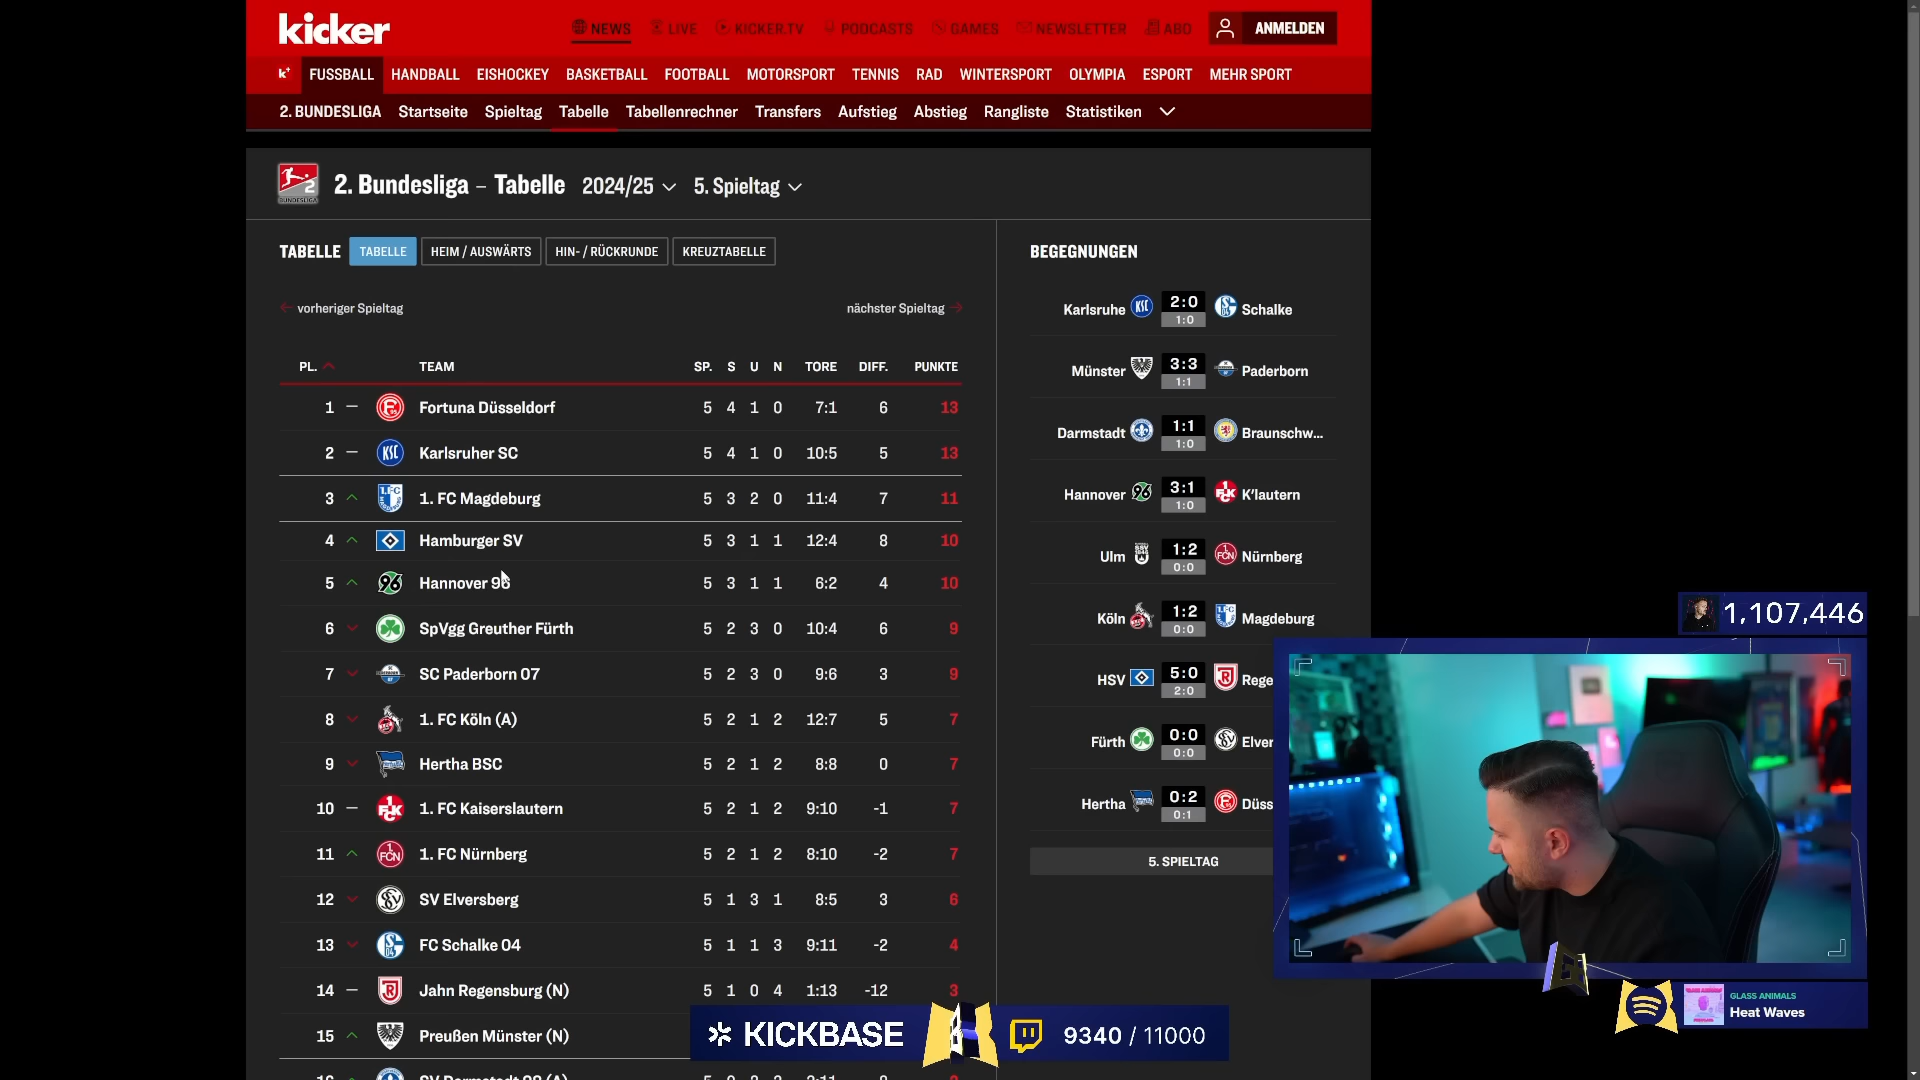 kicker
NEWS LIVE KICKER.TV PODCASTS GAMES NEWSLETTER ABO ANMELDEN
k+ FUSSBALL HANDBALL EISHOCKEY BASKETBALL FOOTBALL MOTORSPORT TENNIS RAD WINTERSPORT OLYMPIA ESPORT MEHR SPORT
2. BUNDESLIGA Startseite Spieltag Tabelle Tabellenrechner Transfers Aufstieg Abstieg Rangliste Statistiken
2. Bundesliga – Tabelle 2024/25 5. Spieltag
TABELLE TABELLE HEIM / AUSWÄRTS HIN- / RÜCKRUNDE KREUZTABELLE
vorheriger Spieltag nächster Spieltag
PL. TEAM SP. S U N TORE DIFF. PUNKTE
1 Fortuna Düsseldorf 5 4 1 0 7:1 6 13
2 Karlsruher SC 5 4 1 0 10:5 5 13
3 1. FC Magdeburg 5 3 2 0 11:4 7 11
4 Hamburger SV 5 3 1 1 12:4 8 10
5 Hannover 96 5 3 1 1 6:2 4 10
6 SpVgg Greuther Fürth 5 2 3 0 10:4 6 9
7 SC Paderborn 07 5 2 3 0 9:6 3 9
8 1. FC Köln (A) 5 2 1 2 12:7 5 7
9 Hertha BSC 5 2 1 2 8:8 0 7
10 1. FC Kaiserslautern 5 2 1 2 9:10 -1 7
11 1. FC Nürnberg 5 2 1 2 8:10 -2 7
12 SV Elversberg 5 1 3 1 8:5 3 6
13 FC Schalke 04 5 1 1 3 9:11 -2 4
14 Jahn Regensburg (N) 5 1 0 4 1:13 -12 3
15 Preußen Münster (N)
BEGEGNUNGEN
Karlsruhe 2:0 Schalke
1:0
Münster 3:3 Paderborn
1:1
Darmstadt 1:1 Braunschw...
1:0
Hannover 3:1 K'lautern
1:0
Ulm 1:2 Nürnberg
0:0
Köln 1:2 Magdeburg
0:0
HSV 5:0 Rege
2:0
Fürth 0:0 Elver
0:0
Hertha 0:2 Düss
0:1
5. SPIELTAG
1,107,446
KICKBASE 9340 / 11000
GLASS ANIMALS
Heat Waves